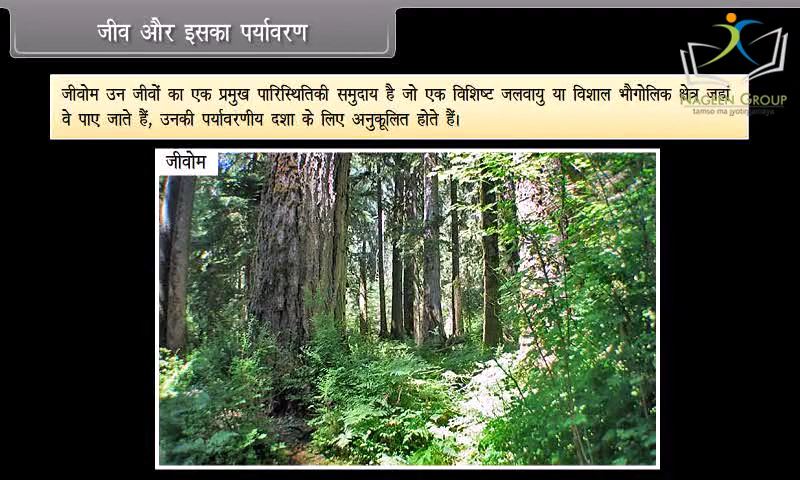 जीव और इसका पर्यावरण
जीवोम उन जीवों का एक प्रमुख पारिस्थितिकी समुदाय है जो एक विशिष्ट जलवायु या विशाल भौगोलिक क्षेत्र जहां
वे पाए जाते हैं, उनकी पर्यावरणीय दशा के लिए अनुकूलित होते हैं।
NAGEEN GROUP
tamso ma jyotirgamaya
जीवोम